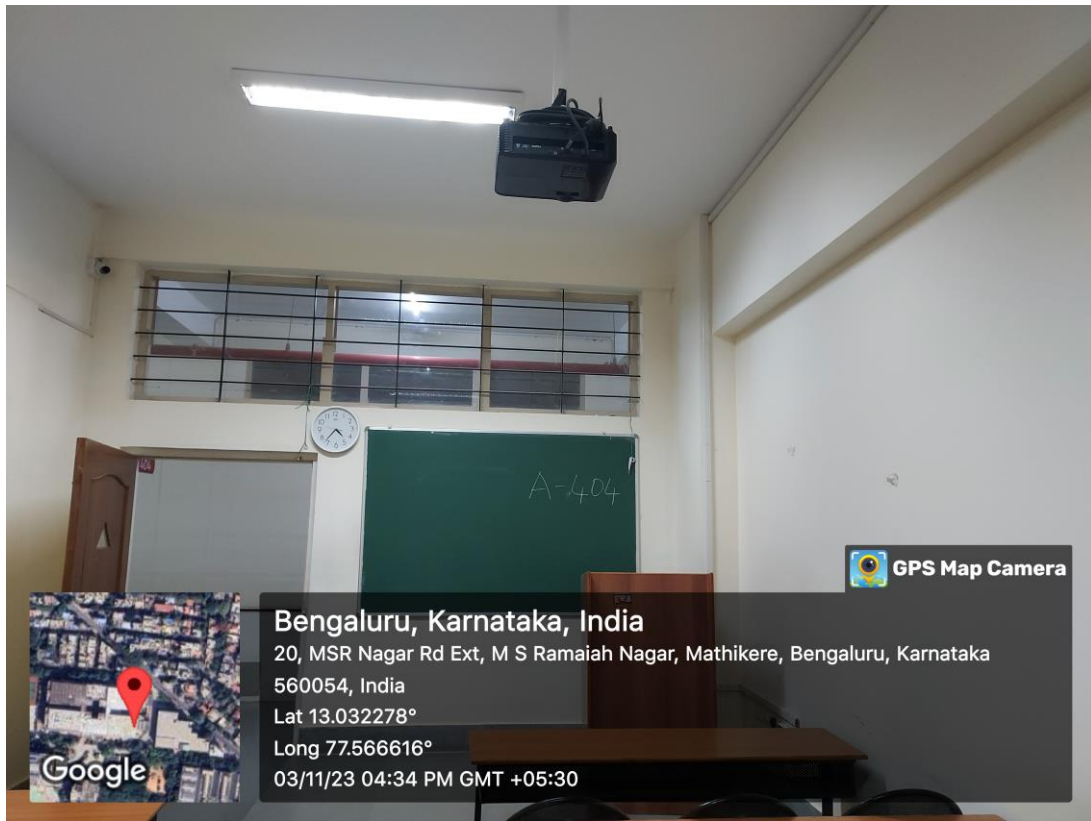 404
A-404
GPS Map Camera
Bengaluru, Karnataka, India
20, MSR Nagar Rd Ext, M S Ramaiah Nagar, Mathikere, Bengaluru, Karnataka
560054, India
Lat 13.032278°
Long 77.566616°
03/11/23 04:34 PM GMT +05:30
Google